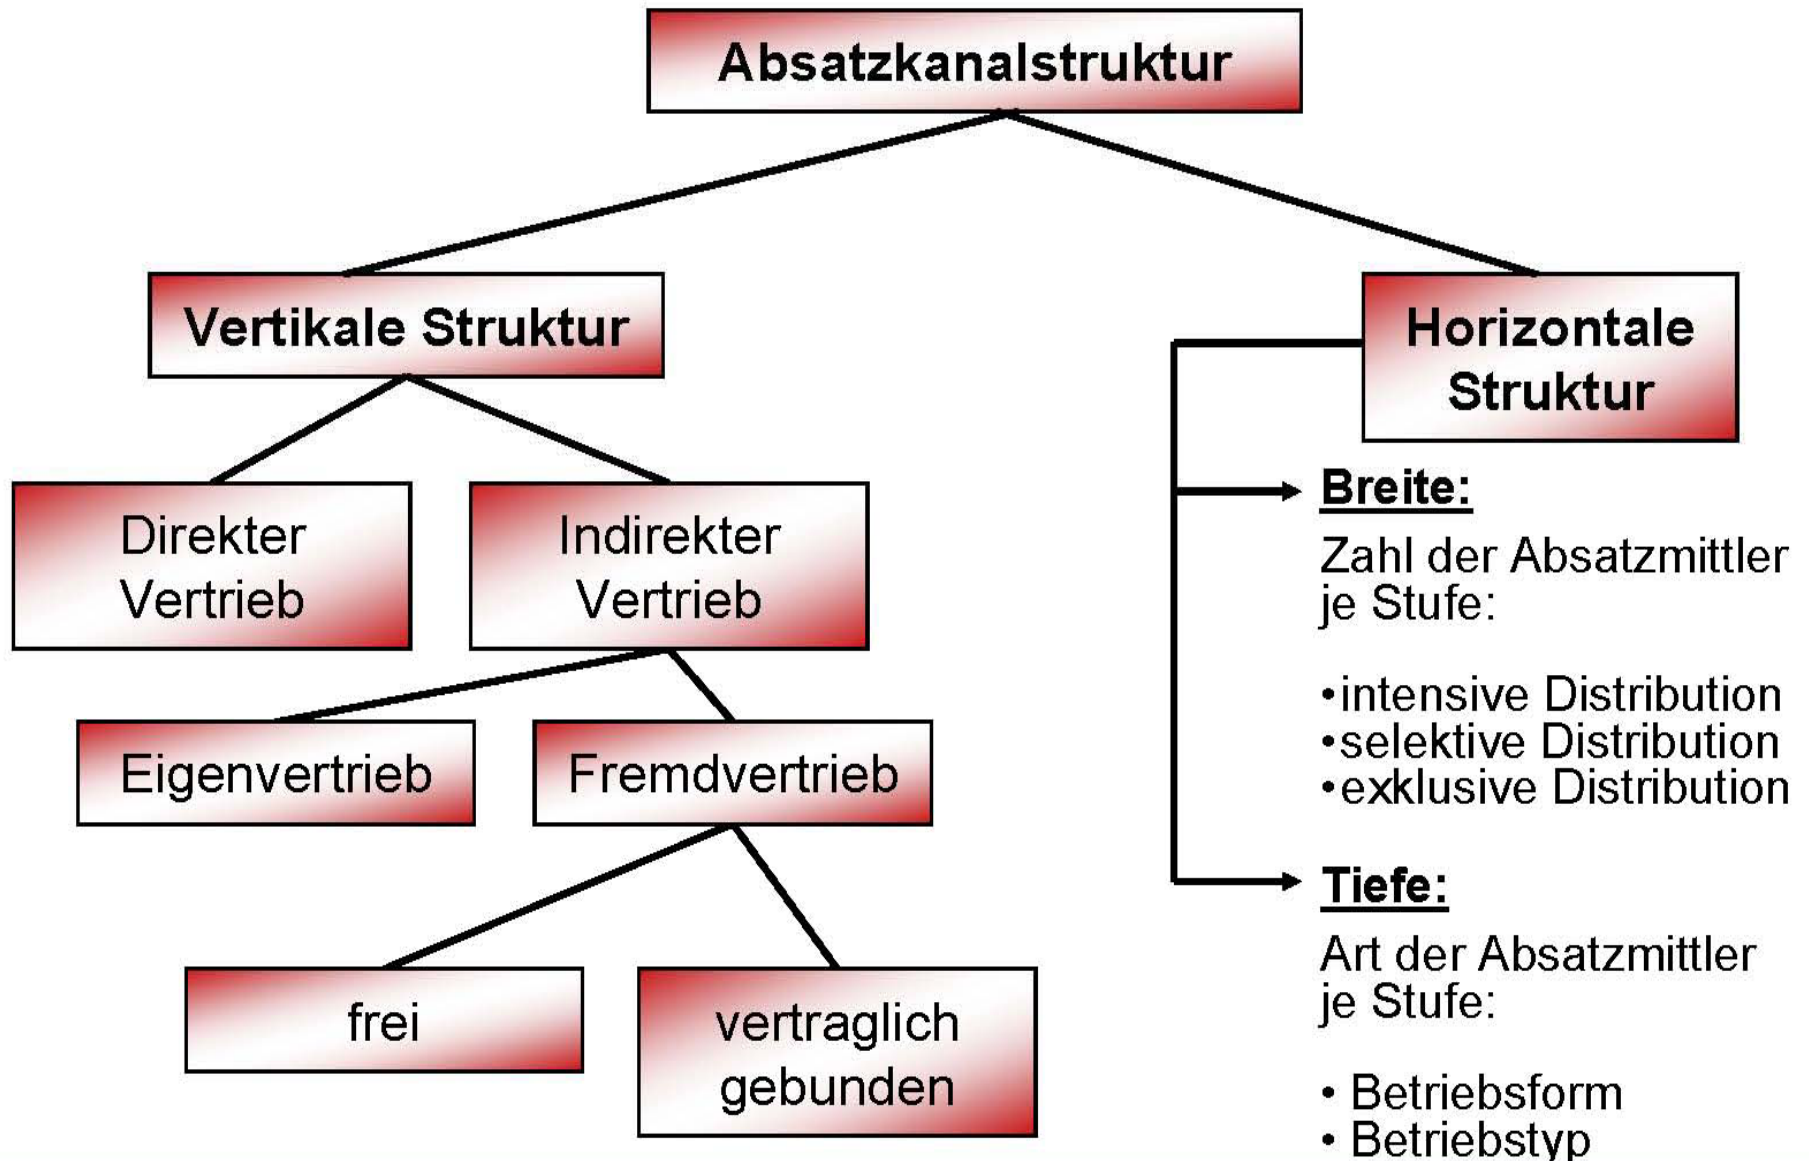 Absatzkanalstruktur
Vertikale Struktur
Horizontale
Struktur
Direkter
Vertrieb
Indirekter
Vertrieb
Eigenvertrieb
Fremdvertrieb
frei
vertraglich
gebunden
Breite:
Zahl der Absatzmittler
je Stufe:
•intensive Distribution
•selektive Distribution
•exklusive Distribution
Tiefe:
Art der Absatzmittler
je Stufe:
• Betriebsform
• Betriebstyp